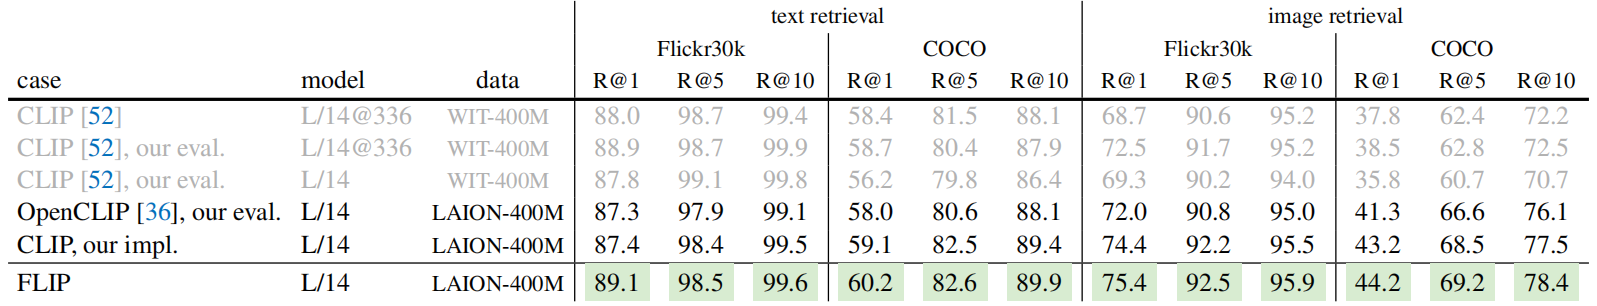 text retrieval image retrieval
Flickr30k COCO Flickr30k COCO
case model data R@1 R@5 R@10 R@1 R@5 R@10 R@1 R@5 R@10 R@1 R@5 R@10
CLIP [52] L/14@336 WIT-400M 88.0 98.7 99.4 58.4 81.5 88.1 68.7 90.6 95.2 37.8 62.4 72.2
CLIP [52], our eval. L/14@336 WIT-400M 88.9 98.7 99.9 58.7 80.4 87.9 72.5 91.7 95.2 38.5 62.8 72.5
CLIP [52], our eval. L/14 WIT-400M 87.8 99.1 99.8 56.2 79.8 86.4 69.3 90.2 94.0 35.8 60.7 70.7
OpenCLIP [36], our eval. L/14 LAION-400M 87.3 97.9 99.1 58.0 80.6 88.1 72.0 90.8 95.0 41.3 66.6 76.1
CLIP, our impl. L/14 LAION-400M 87.4 98.4 99.5 59.1 82.5 89.4 74.4 92.2 95.5 43.2 68.5 77.5
FLIP L/14 LAION-400M 89.1 98.5 99.6 60.2 82.6 89.9 75.4 92.5 95.9 44.2 69.2 78.4